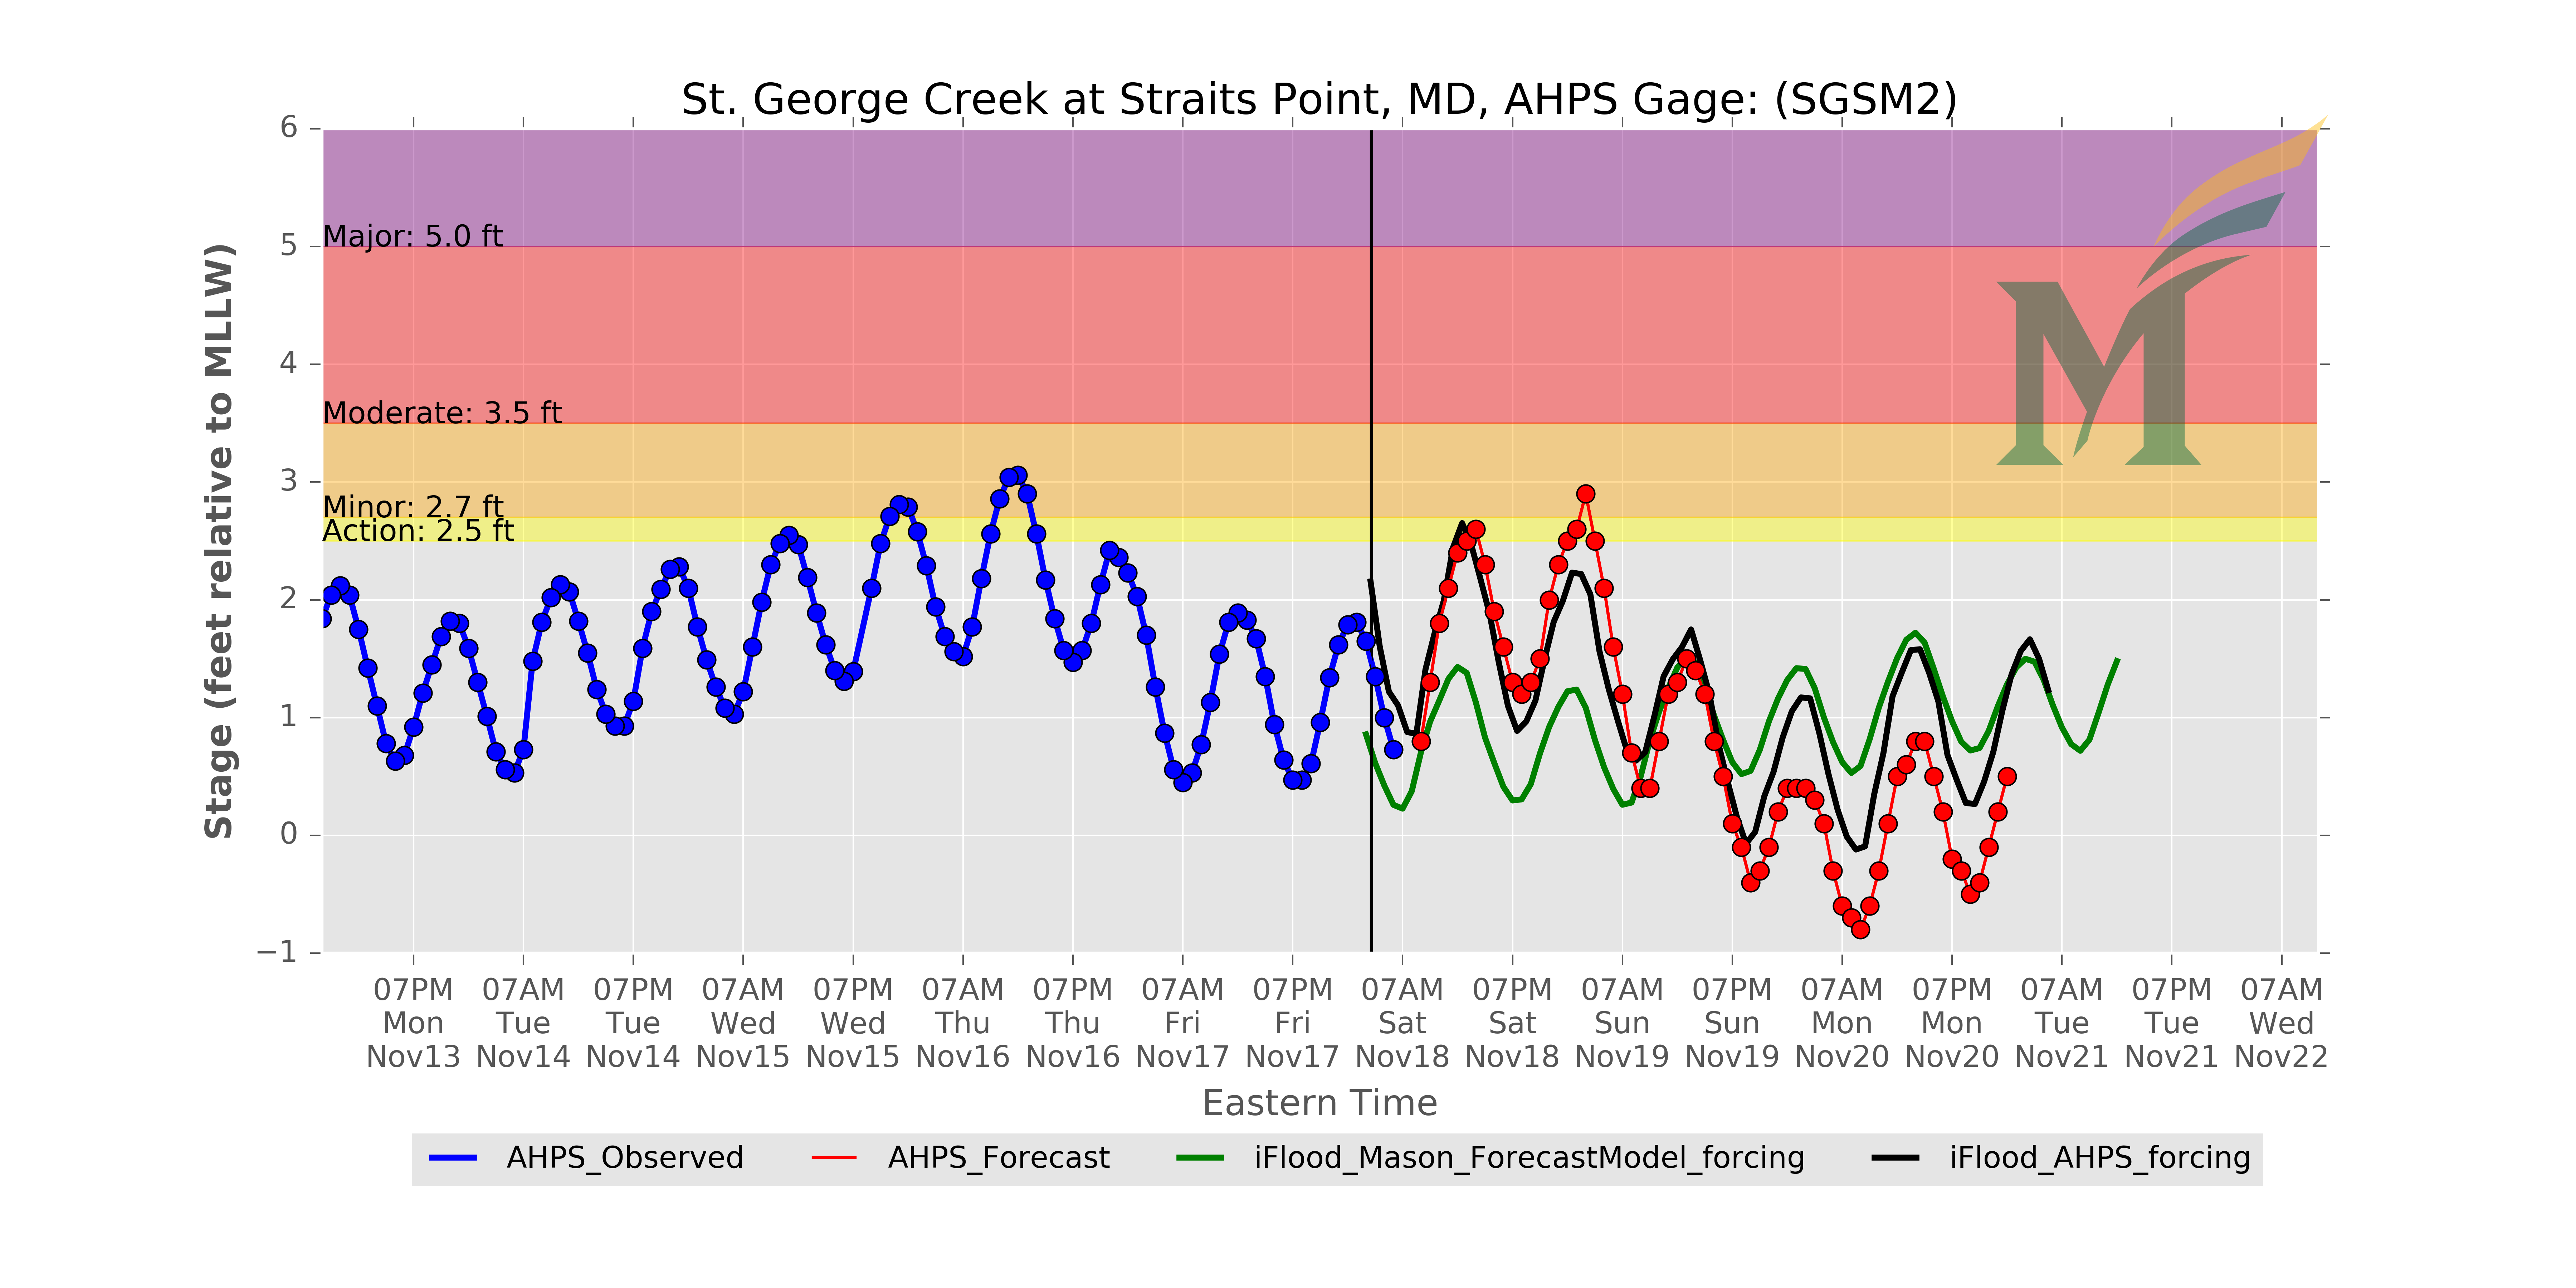 St. George Creek at Straits Point, MD, AHPS Gage: (SGSM2)
Stage (feet relative to MLLW)
6
5
4
3
2
1
0
−1
Major: 5.0 ft
Moderate: 3.5 ft
Minor: 2.7 ft
Action: 2.5 ft
M
07PM 07AM 07PM 07AM 07PM 07AM 07PM 07AM 07PM 07AM 07PM 07AM 07PM 07AM 07PM 07AM 07PM 07AM
Mon Tue Tue Wed Wed Thu Thu Fri Fri Sat Sat Sun Sun Mon Mon Tue Tue Wed
Nov13 Nov14 Nov14 Nov15 Nov15 Nov16 Nov16 Nov17 Nov17 Nov18 Nov18 Nov19 Nov19 Nov20 Nov20 Nov21 Nov21 Nov22
Eastern Time
AHPS_Observed AHPS_Forecast iFlood_Mason_ForecastModel_forcing iFlood_AHPS_forcing